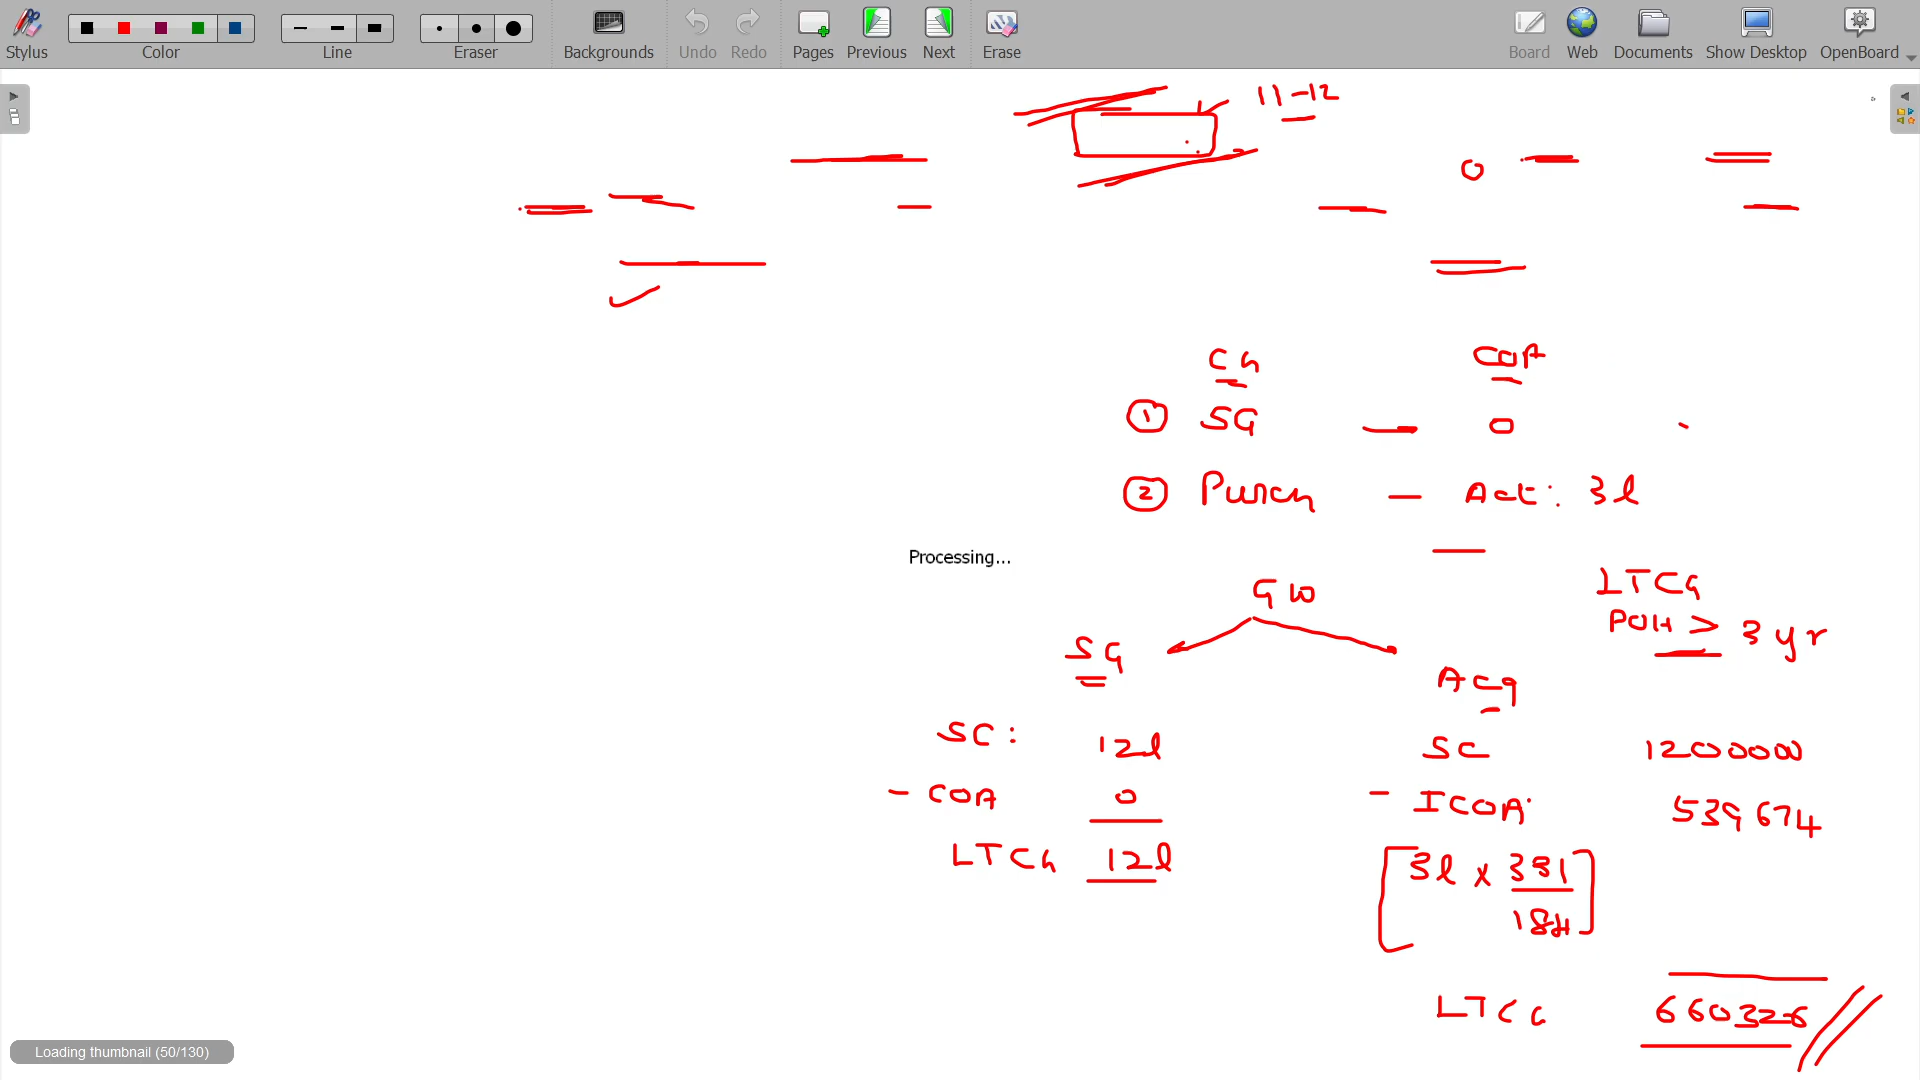 Stylus Color Line Eraser Backgrounds Undo Redo Pages Previous Next Erase Board Web Documents Show Desktop OpenBoard
11-12
0
CG COA
① SG — 0
② Purch — Act: 3l
Processing...
GW
LTCG
POH > 3 yr
SG
Acq
SC: 12l
SC 1200000
- COA 0
- ICOA 539674
LTCG 12l
[3l x 331
184]
LTCG 660326
Loading thumbnail (50/130)